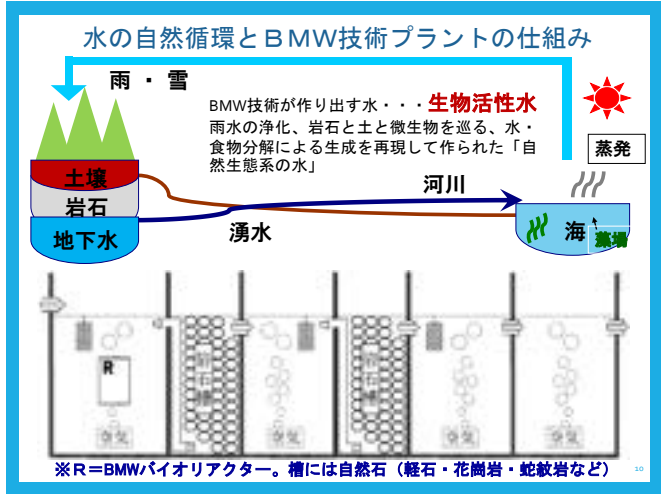 水の自然循環とＢＭＷ技術プラントの仕組み
雨・雪
BMW技術が作り出す水・・・生物活性水
雨水の浄化、岩石と土と微生物を巡る、水・
食物分解による生成を再現して作られた「自
然生態系の水」
蒸発
土壌
岩石
地下水
河川
湧水
海
藻場
R
空気
空気
空気
※Ｒ＝BMWバイオリアクター。槽には自然石（軽石・花崗岩・蛇紋岩など）
10